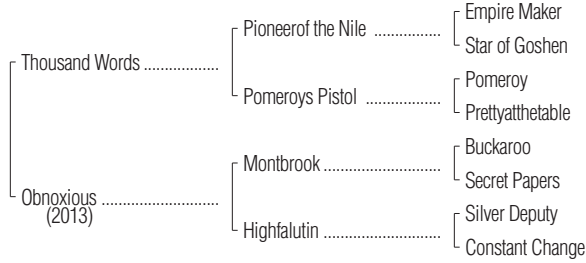 Empire Maker
Pioneerof the Nile ..................
Star of Goshen
Thousand Words ..................
Pomeroy
Pomeroys Pistol ..................
Prettyatthetable
Buckaroo
Montbrook ............................
Secret Papers
Obnoxious ............................
(2013)
Silver Deputy
Highfalutin ............................
Constant Change